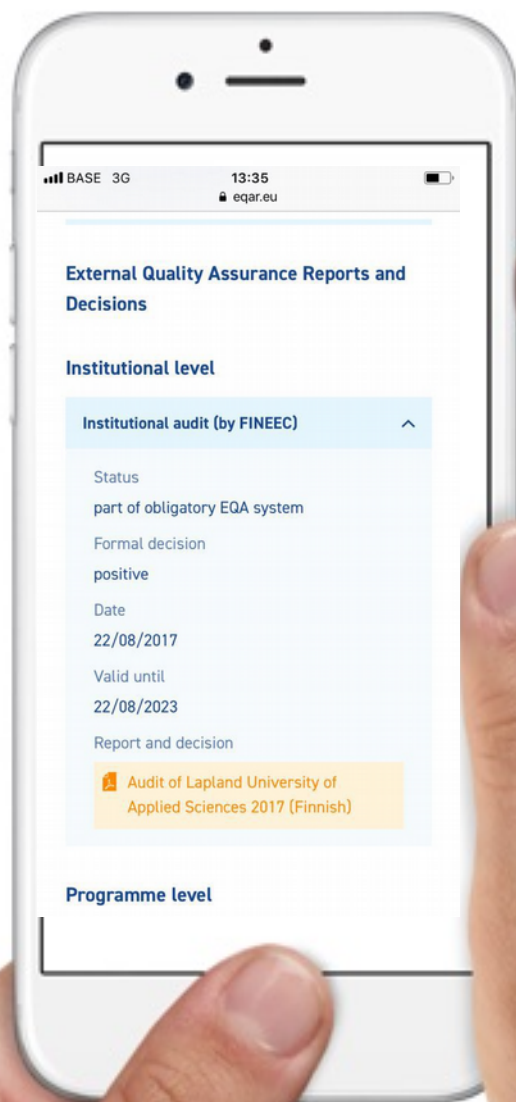 BASE 3G 13:35
eqar.eu
External Quality Assurance Reports and
Decisions
Institutional level
Institutional audit (by FINEEC)
Status
part of obligatory EQA system
Formal decision
positive
Date
22/08/2017
Valid until
22/08/2023
Report and decision
Audit of Lapland University of
Applied Sciences 2017 (Finnish)
Programme level